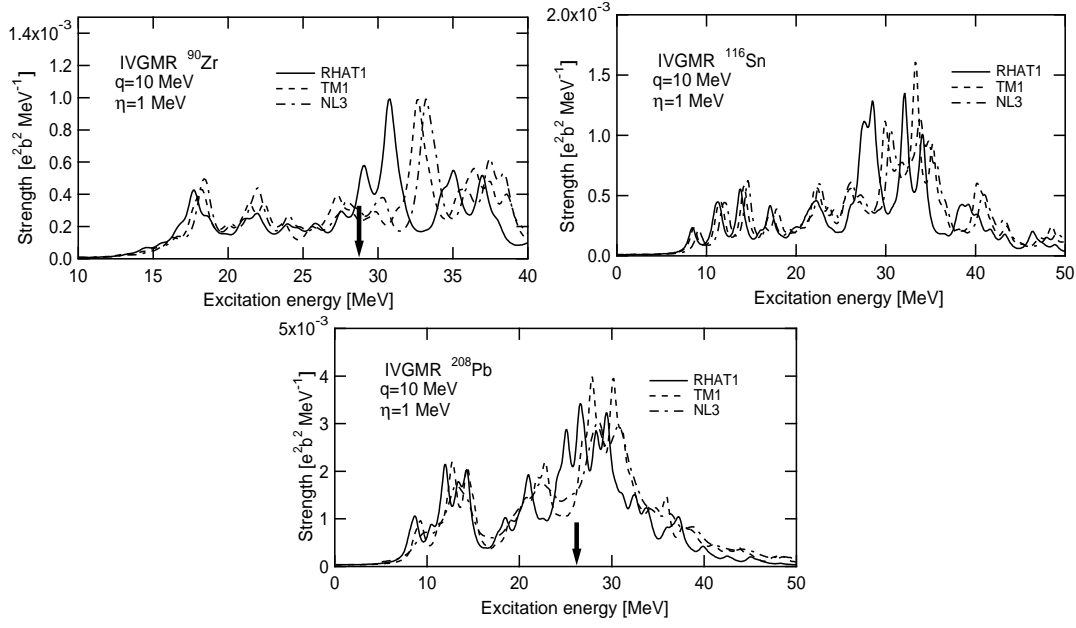 1.4x10⁻³
1.2
1.0
0.8
0.6
0.4
0.2
0.0
Strength [e²b² MeV⁻¹]
IVGMR ⁹⁰Zr
q=10 MeV
η=1 MeV
RHAT1
TM1
NL3
10
15
20
25
30
35
40
Excitation energy [MeV]
2.0x10⁻³
1.5
1.0
0.5
0.0
Strength [e²b² MeV⁻¹]
IVGMR ¹¹⁶Sn
q=10 MeV
η=1 MeV
RHAT1
TM1
NL3
0
10
20
30
40
50
Excitation energy [MeV]
5x10⁻³
4
3
2
1
0
Strength [e²b² MeV⁻¹]
IVGMR ²⁰⁸Pb
q=10 MeV
η=1 MeV
RHAT1
TM1
NL3
0
10
20
30
40
50
Excitation energy [MeV]